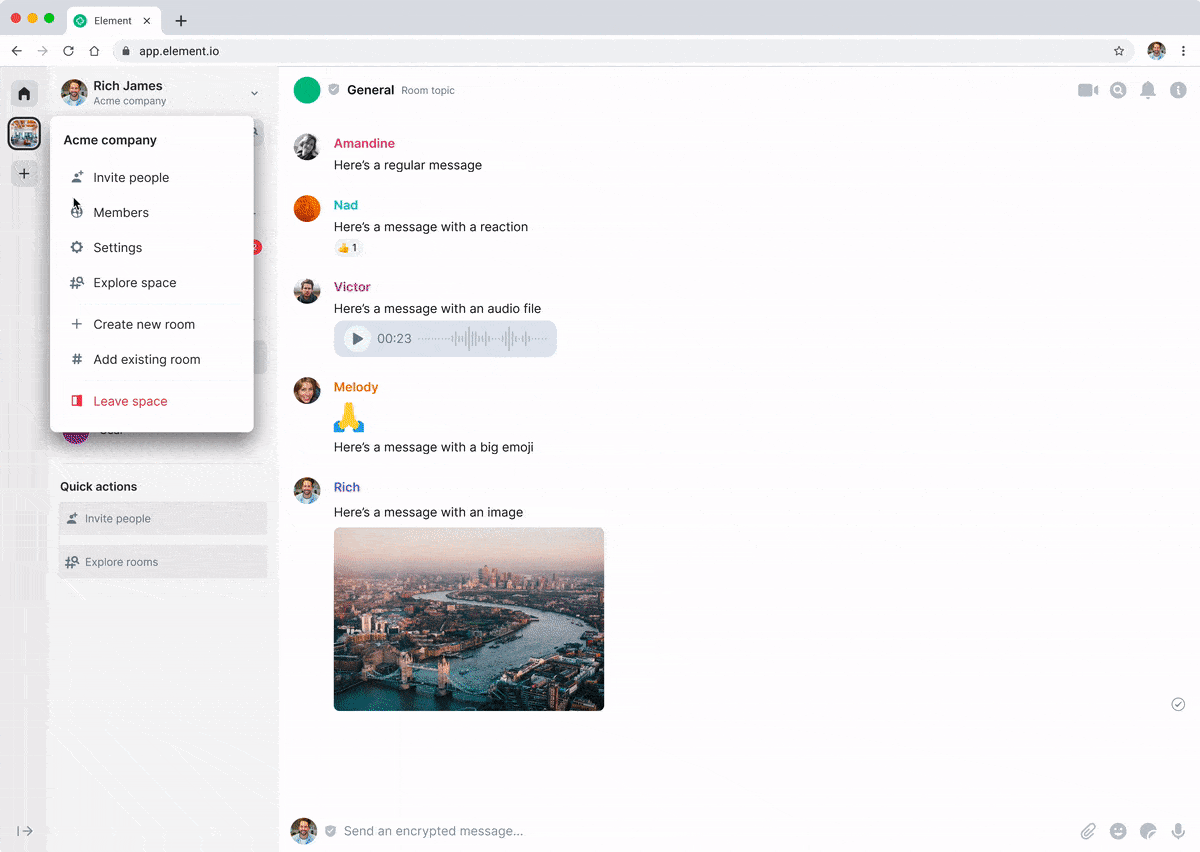 Element
app.element.io
Rich James
Acme company
Acme company
Invite people
Members
Settings
Explore space
Create new room
Add existing room
Leave space
Quick actions
Invite people
Explore rooms
General Room topic
Amandine
Here's a regular message
Nad
Here's a message with a reaction
👍 1
Victor
Here's a message with an audio file
00:23
Melody
🙏
Here's a message with a big emoji
Rich
Here's a message with an image
Send an encrypted message...